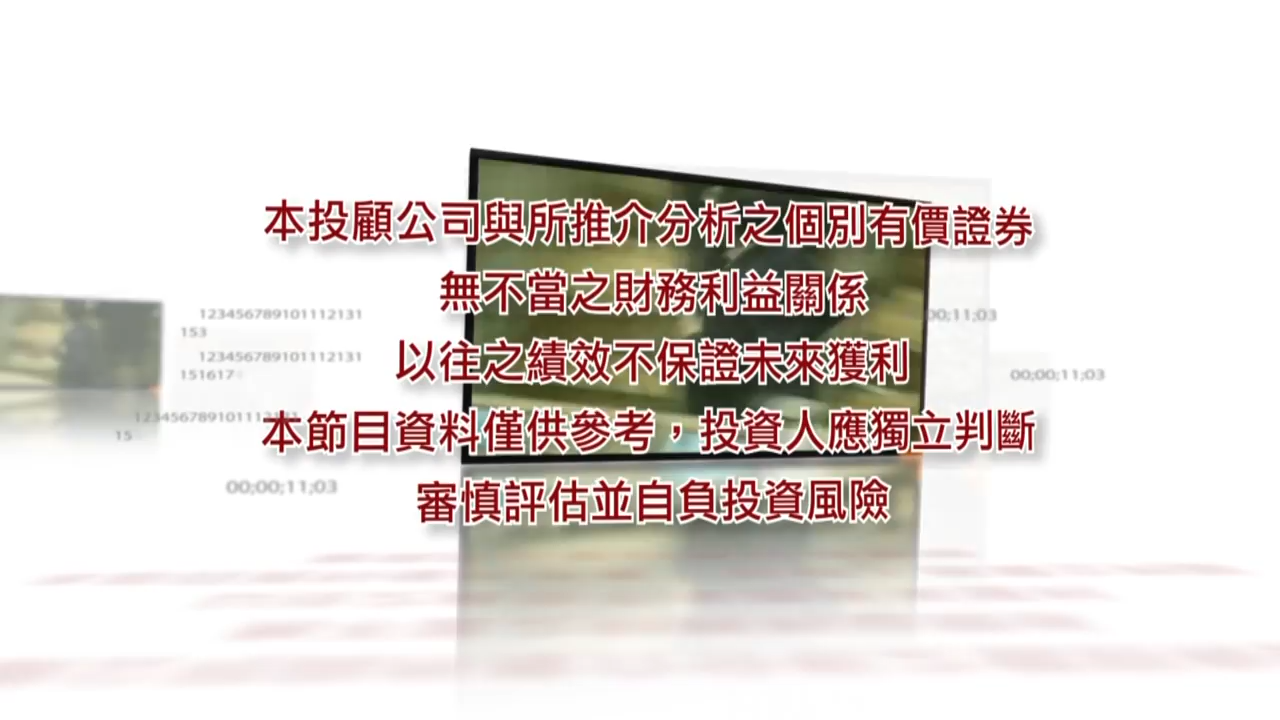 本投顧公司與所推介分析之個別有價證券
無不當之財務利益關係
123456789101112131
00;11;03
153
123456789101112131
以往之績效不保證未來獲利
151617
00;00;11;03
123456789101112131
本節目資料僅供參考，投資人應獨立判斷
15
00;00;11;03
審慎評估並自負投資風險